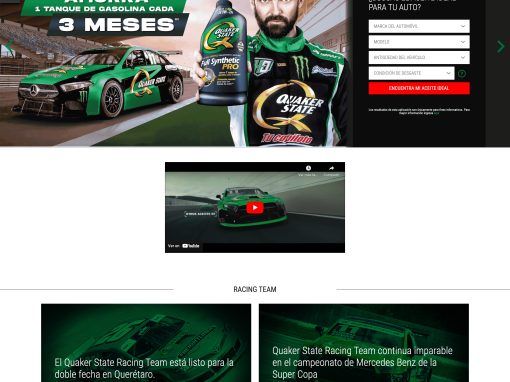 1 TANQUE DE GASOLINA CADA
3 MESES*
PARA TU AUTO?
MARCA DEL AUTOMÓVIL
MODELO
ANTIGÜEDAD DEL VEHÍCULO
CONDICIÓN DE DESGASTE
ENCUENTRA MI ACEITE IDEAL
QUAKER STATE
QUAKER
STATE
Full Synthetic
PRO
QUAKER
STATE
Tu copiloto
Ver en YouTube
RACING TEAM
El Quaker State Racing Team está listo para la
doble fecha en Querétaro.
Quaker State Racing Team continua imparable
en el campeonato de Mercedes Benz de
la Super Copa